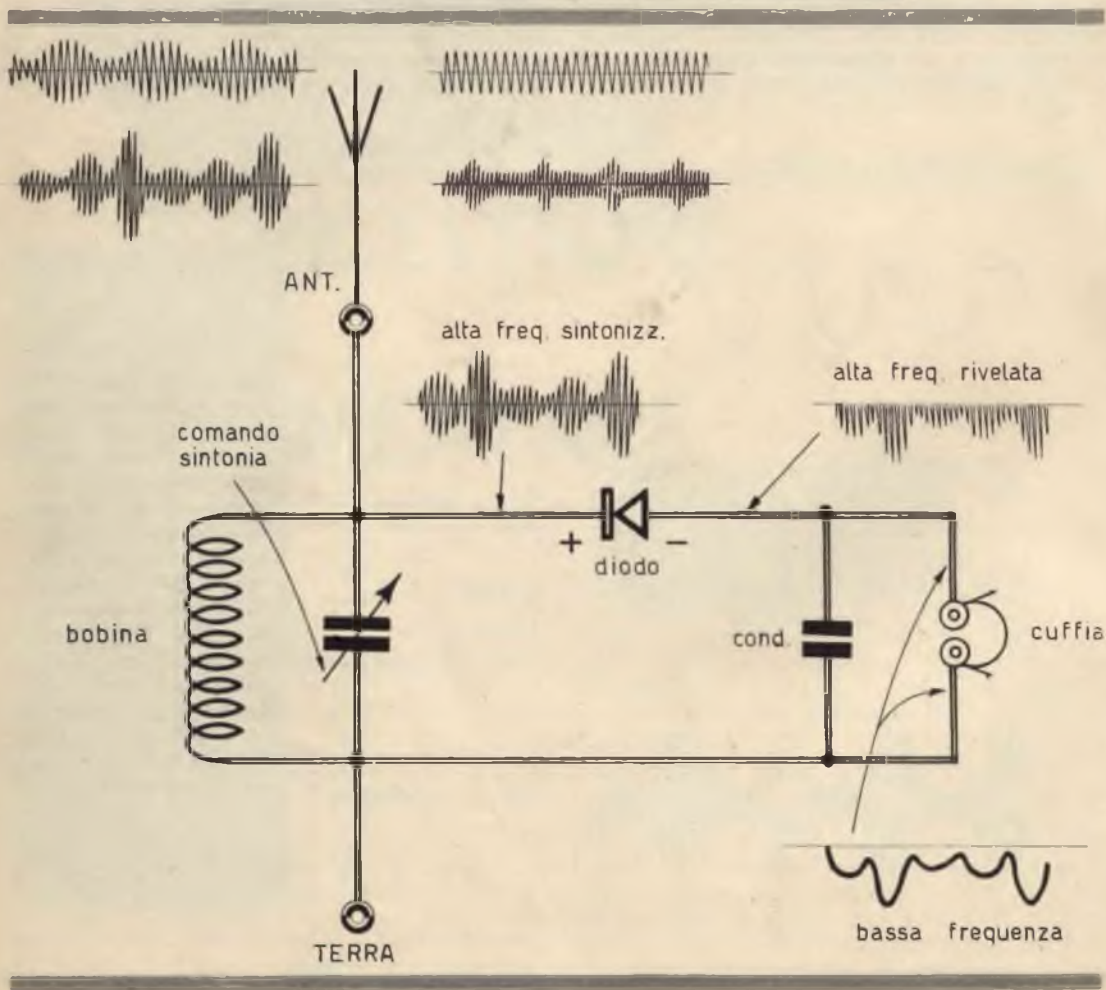 ANT.
alta freq. sintonizz.
alta freq. rivelata
comando
sintonia
+ -
diodo
bobina
cond.
cuffia
bassa frequenza
TERRA